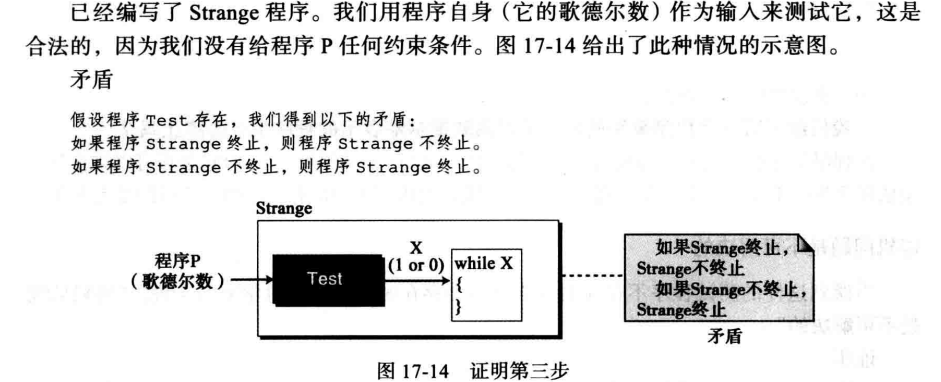 已经编写了 Strange 程序。我们用程序自身（它的歌德尔数）作为输入来测试它，这是
合法的，因为我们没有给程序 P 任何约束条件。图 17-14 给出了此种情况的示意图。
矛盾
假设程序 Test 存在，我们得到以下的矛盾：
如果程序 Strange 终止，则程序 Strange 不终止。
如果程序 Strange 不终止，则程序 Strange 终止。
Strange
程序P
（歌德尔数）
Test
X
(1 or 0)
while X
{
}
如果Strange终止，
Strange不终止
如果Strange不终止，
Strange终止
矛盾
图 17-14 证明第三步